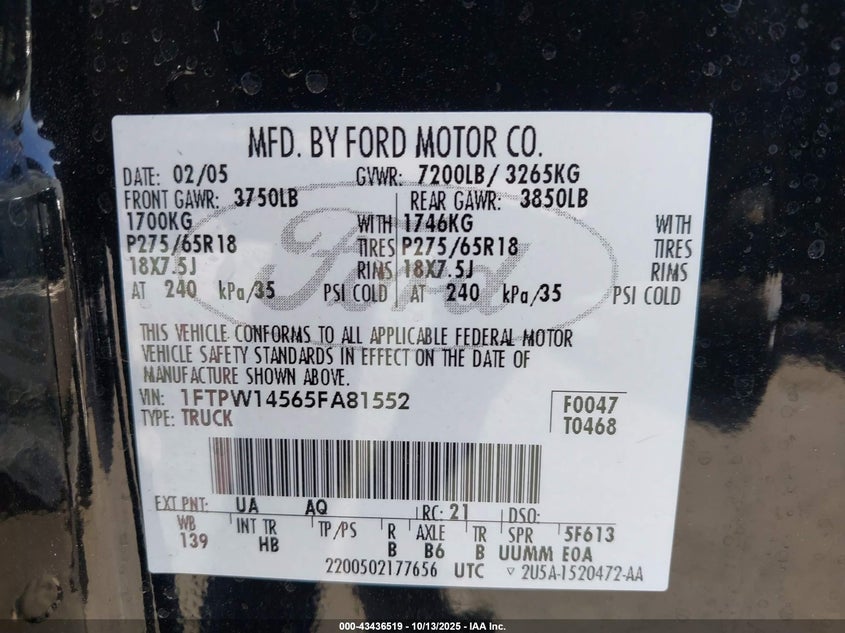 MFD. BY FORD MOTOR CO.
DATE: 02/05 GVWR: 7200LB/ 3265KG
FRONT GAWR: 3750LB REAR GAWR: 3850LB
1700KG WITH 1746KG WITH
P275/65R18 TIRES P275/65R18 TIRES
18X7.5J RIMS 18X7.5J RIMS
AT 240 kPa/35 PSI COLD AT 240 kPa/35 PSI COLD
Ford
THIS VEHICLE CONFORMS TO ALL APPLICABLE FEDERAL MOTOR
VEHICLE SAFETY STANDARDS IN EFFECT ON THE DATE OF
MANUFACTURE SHOWN ABOVE.
VIN: 1FTPW14565FA81552 F0047
TYPE: TRUCK T0468
EXT PNT: UA AQ RC: 21 DSO:
WB INT TR TP/PS R AXLE TR SPR 5F613
139 HB B B6 B UUMM E0A
2200502177656 UTC ▽ 2U5A-1520472-AA
000-43436519 - 10/13/2025 - IAA Inc.